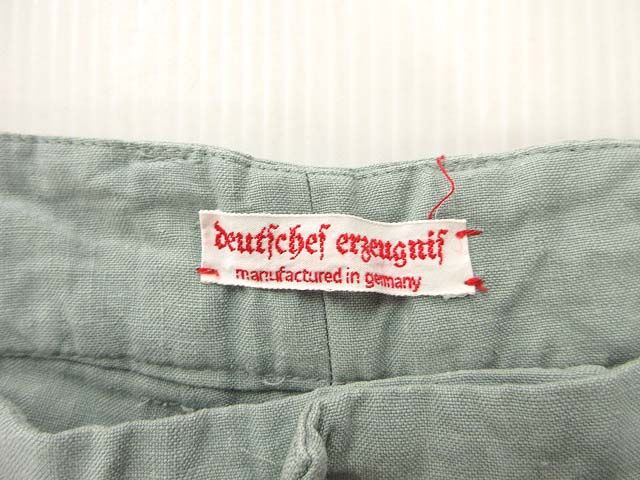 deutſcheſ erzeugniſ
manufactured in germany